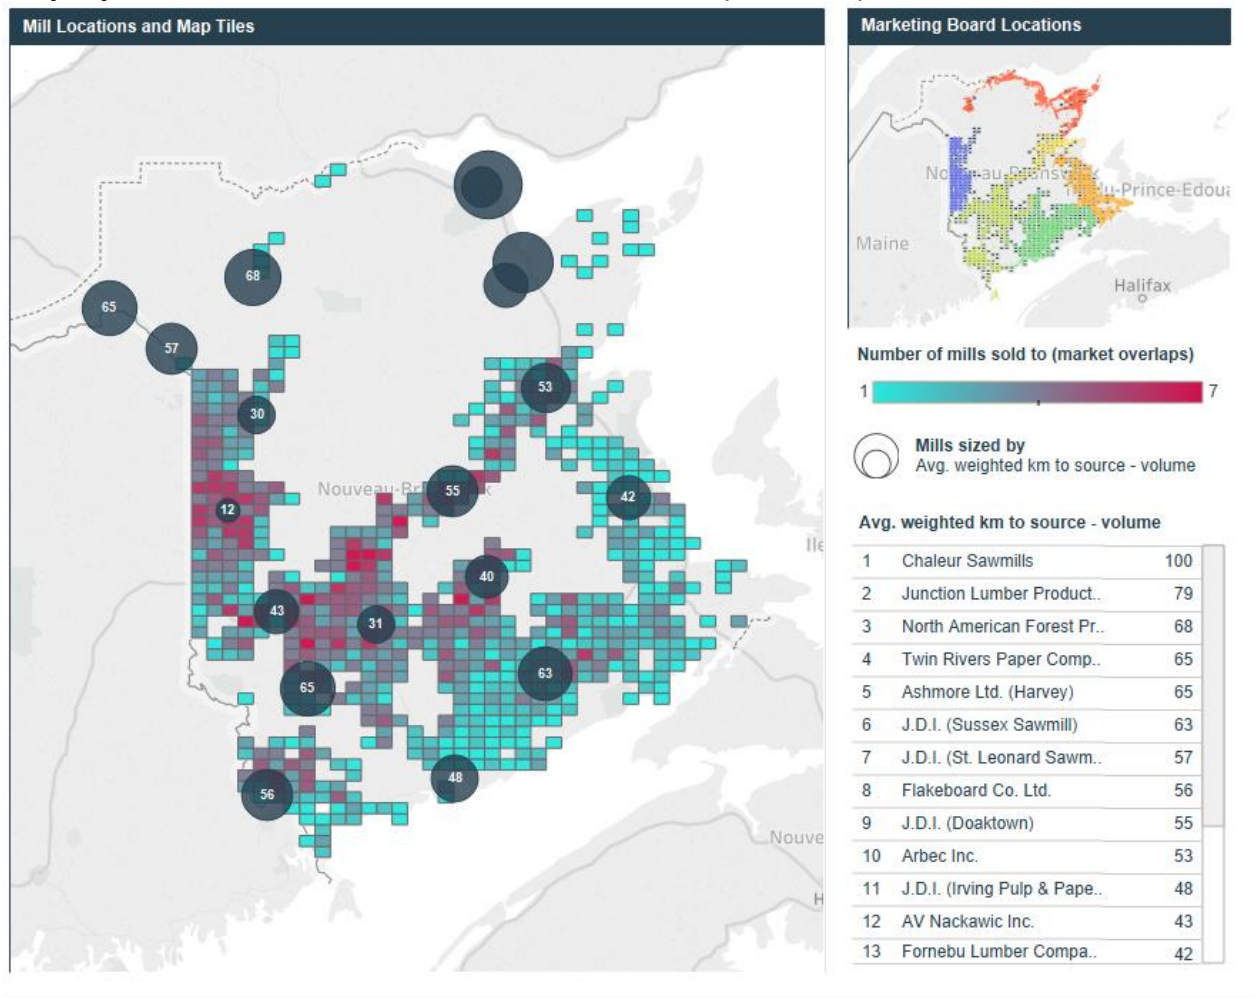 Mill Locations and Map Tiles
68
65
57
53
30
Nouveau-Br
k
55
42
12
Ile
40
43
31
65
63
48
56
Nouve
H
Marketing Board Locations
Maine
Halifax
Number of mills sold to (market overlaps)
1 7
Mills sized by
Avg. weighted km to source - volume
Avg. weighted km to source - volume
1 Chaleur Sawmills 100
2 Junction Lumber Product.. 79
3 North American Forest Pr.. 68
4 Twin Rivers Paper Comp.. 65
5 Ashmore Ltd. (Harvey) 65
6 J.D.I. (Sussex Sawmill) 63
7 J.D.I. (St. Leonard Sawm.. 57
8 Flakeboard Co. Ltd. 56
9 J.D.I. (Doaktown) 55
10 Arbec Inc. 53
11 J.D.I. (Irving Pulp & Pape.. 48
12 AV Nackawic Inc. 43
13 Fornebu Lumber Compa.. 42